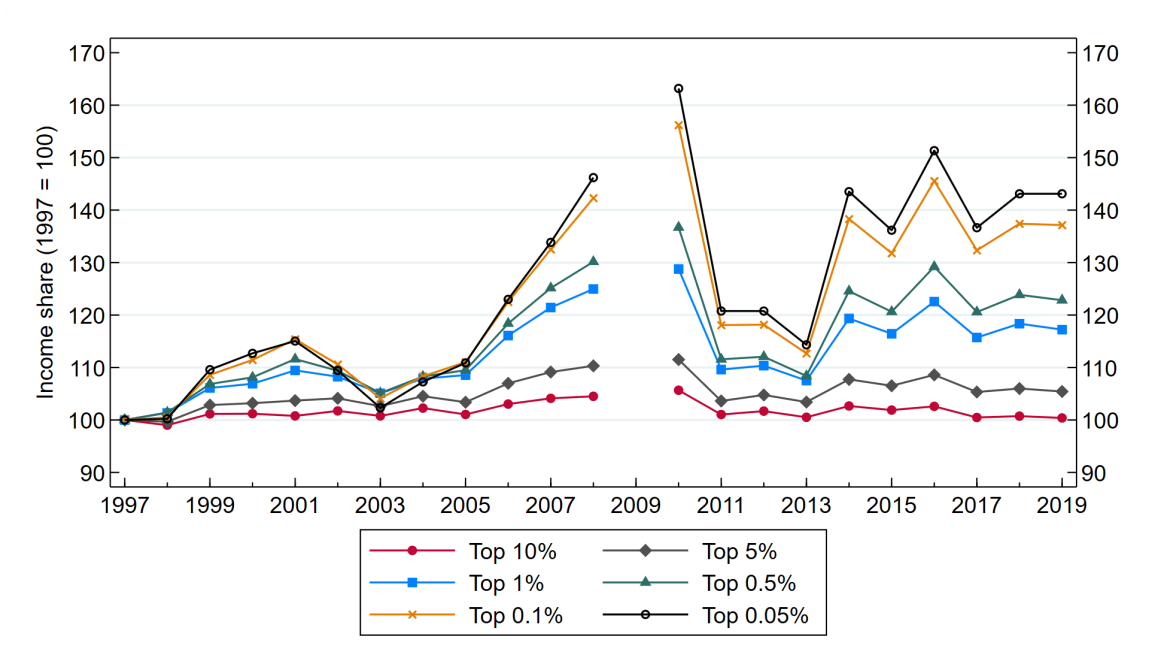 Income share (1997 = 100)
170 170
160 160
150 150
140 140
130 130
120 120
110 110
100 100
90 90
1997 1999 2001 2003 2005 2007 2009 2011 2013 2015 2017 2019
Top 10% Top 5%
Top 1% Top 0.5%
Top 0.1% Top 0.05%